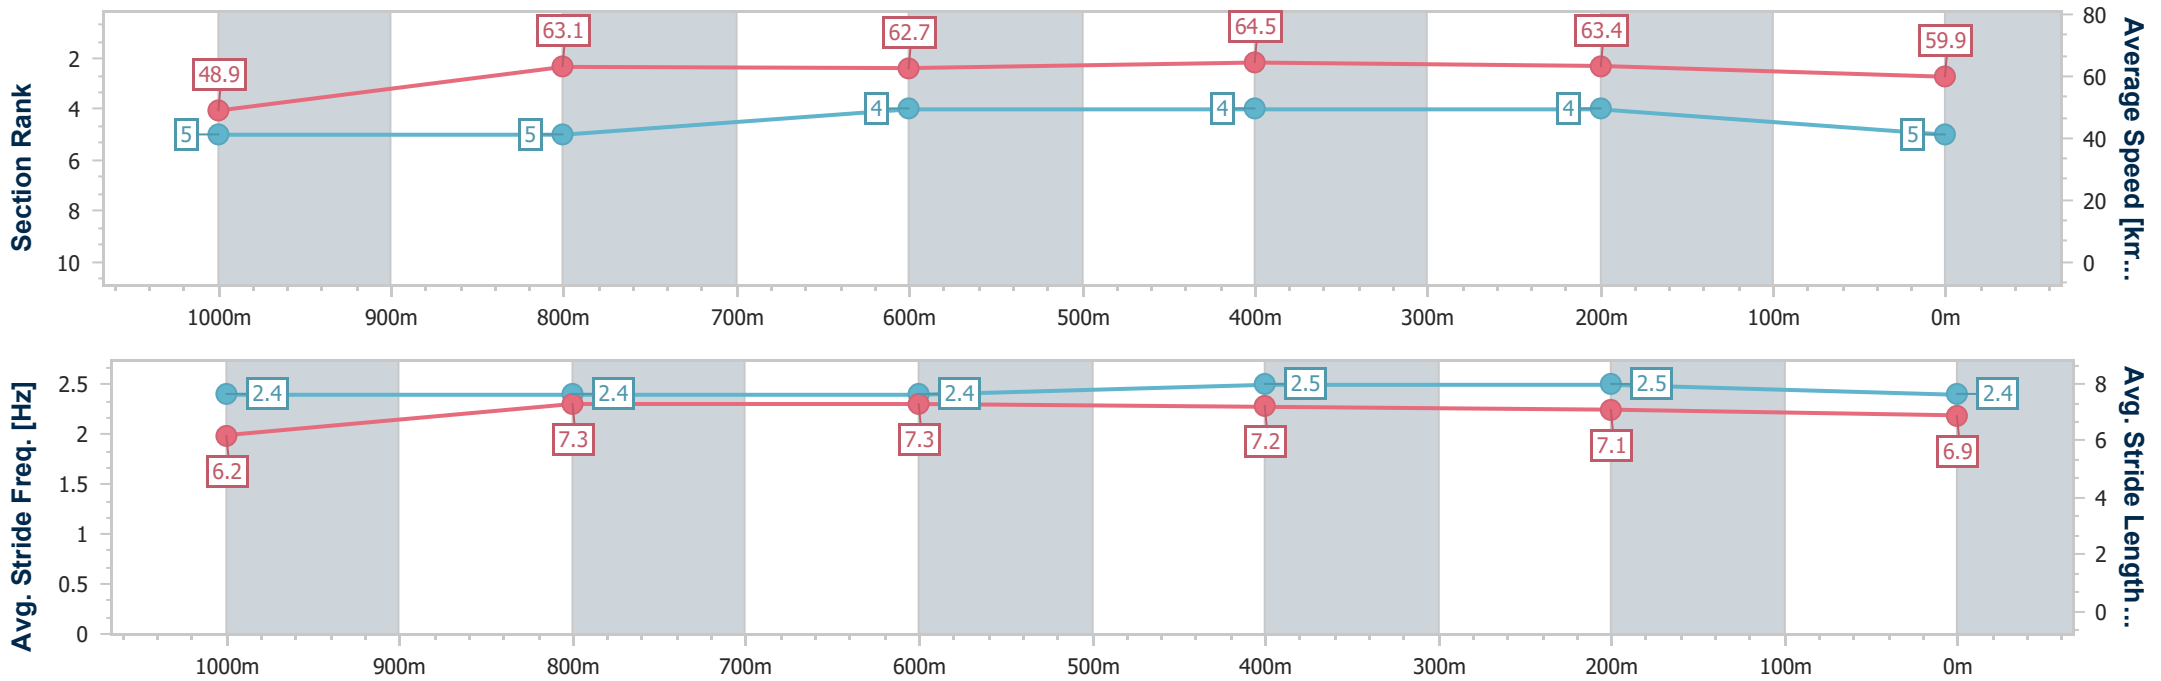 Section Rank
2
4
6
8
10
48.9
63.1
62.7
64.5
63.4
59.9
5
5
4
4
4
5
80
60
40
20
0
Average Speed [km...
1000m
900m
800m
700m
600m
500m
400m
300m
200m
100m
0m
Avg. Stride Freq. [Hz]
2.5
2
1.5
1
0.5
0
2.4
2.4
2.4
2.5
2.5
2.4
6.2
7.3
7.3
7.2
7.1
6.9
8
6
4
2
0
Avg. Stride Length...
1000m
900m
800m
700m
600m
500m
400m
300m
200m
100m
0m